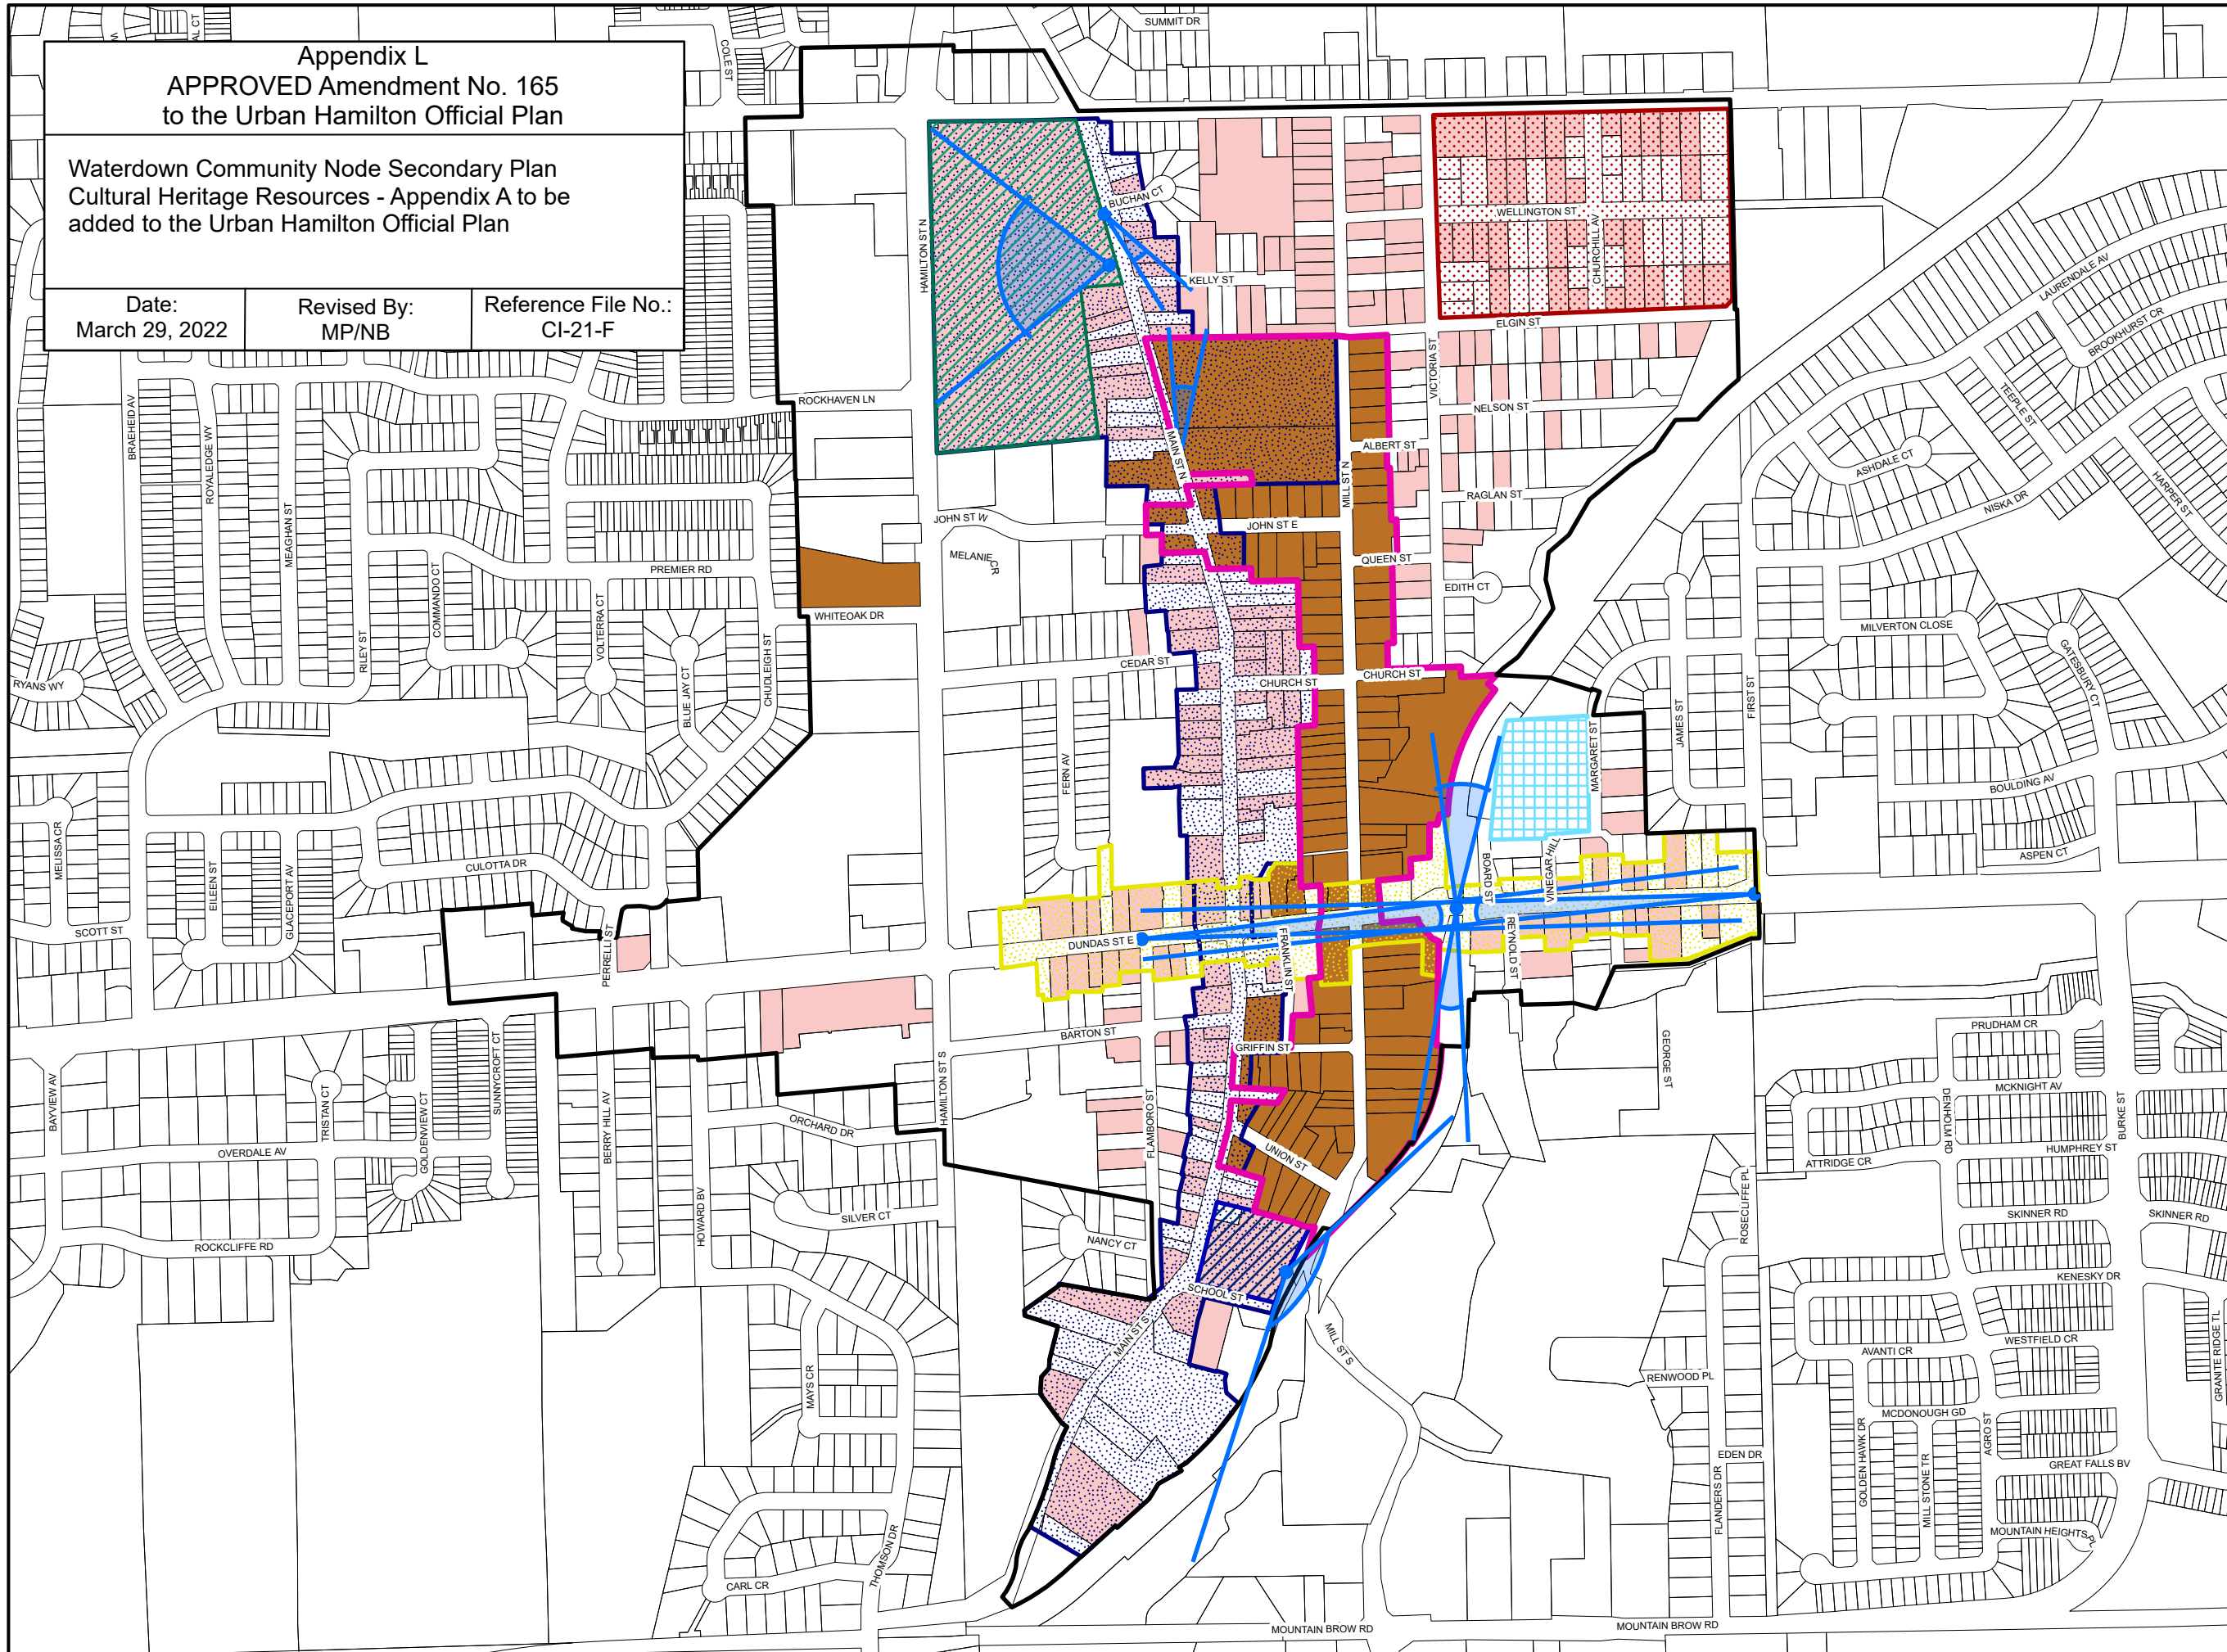 Appendix L
APPROVED Amendment No. 165
to the Urban Hamilton Official Plan
Waterdown Community Node Secondary Plan
Cultural Heritage Resources - Appendix A to be
added to the Urban Hamilton Official Plan
Date:
March 29, 2022
Revised By:
MP/NB
Reference File No.:
CI-21-F
SUMMIT DR
COLE ST
AL CT
HAMILTON ST N
BUCHAN CT
KELLY ST
WELLINGTON ST
CHURCHILL AV
ELGIN ST
VICTORIA ST
NELSON ST
ALBERT ST
MILL ST N
MAIN ST N
RAGLAN ST
JOHN ST E
JOHN ST W
QUEEN ST
EDITH CT
MELANIE CR
ROCKHAVEN LN
WHITEOAK DR
CEDAR ST
CHURCH ST
CHURCH ST
FERN AV
LAURENDALE AV
BROOKHURST CR
TEEPLE ST
ASHDALE CT
HARPER ST
NISKA DR
MILVERTON CLOSE
GATESBURY CT
JAMES ST
FIRST ST
MARGARET ST
BOULDING AV
ASPEN CT
BOARD ST
VINEGAR HILL
REYNOLD ST
DUNDAS ST E
FRANKLIN ST
BARTON ST
GRIFFIN ST
FLAMBORO ST
UNION ST
HAMILTON ST S
SCHOOL ST
MAIN ST S
MILL ST S
GEORGE ST
BRAEHEID AV
ROYALEDGE WY
MEAGHAN ST
RILEY ST
COMMANDO CT
PREMIER RD
VOLTERRA CT
BLUE JAY CT
CHUDLEIGH ST
RYANS WY
MELISSA CR
EILEEN ST
GLACEPORT AV
CULOTTA DR
SCOTT ST
PERRELLI ST
BAYVIEW AV
TRISTAN CT
GOLDENVIEW CT
SUNNYCROFT CT
OVERDALE AV
ROCKCLIFFE RD
BERRY HILL AV
HOWARD BV
ORCHARD DR
SILVER CT
NANCY CT
MAYS CR
THOMSON DR
CARL CR
PRUDHAM CR
MCKNIGHT AV
DENHOLM RD
BURKE ST
HUMPHREY ST
ATTRIDGE CR
ROSECLIFFE PL
SKINNER RD
SKINNER RD
KENESKY DR
WESTFIELD CR
AVANTI CR
GRANITE RIDGE TL
RENWOOD PL
MCDONOUGH GD
GOLDEN HAWK DR
MILL STONE TR
AGRO ST
EDEN DR
FLANDERS DR
GREAT FALLS BV
MOUNTAIN HEIGHTS PL
MOUNTAIN BROW RD
MOUNTAIN BROW RD